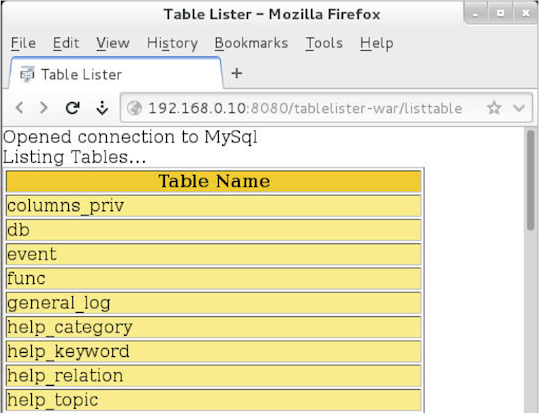 Table Lister – Mozilla Firefox
File Edit View History Bookmarks Tools Help
Table Lister
192.168.0.10:8080/tablelister-war/listtable
Opened connection to MySql
Listing Tables...
Table Name
columns_priv
db
event
func
general_log
help_category
help_keyword
help_relation
help_topic